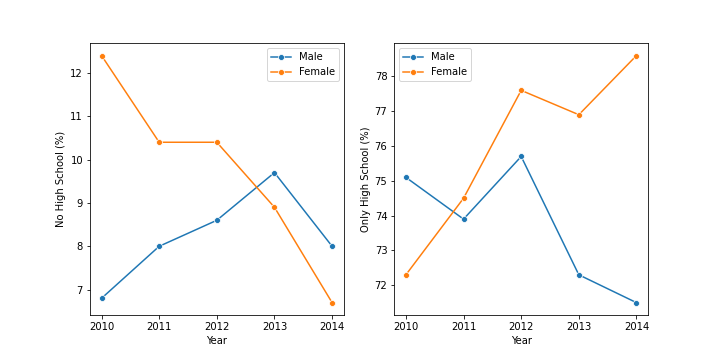 Male
Female
No High School (%)
12
11
10
9
8
7
2010 2011 2012 2013 2014
Year
Male
Female
Only High School (%)
78
77
76
75
74
73
72
2010 2011 2012 2013 2014
Year